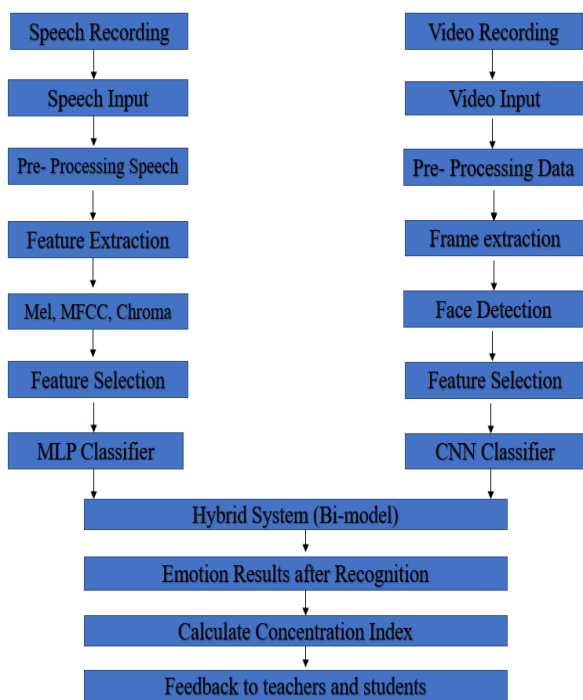 Speech Recording
Speech Input
Pre- Processing Speech
Feature Extraction
Mel, MFCC, Chroma
Feature Selection
MLP Classifier
Video Recording
Video Input
Pre- Processing Data
Frame extraction
Face Detection
Feature Selection
CNN Classifier
Hybrid System (Bi-model)
Emotion Results after Recognition
Calculate Concentration Index
Feedback to teachers and students